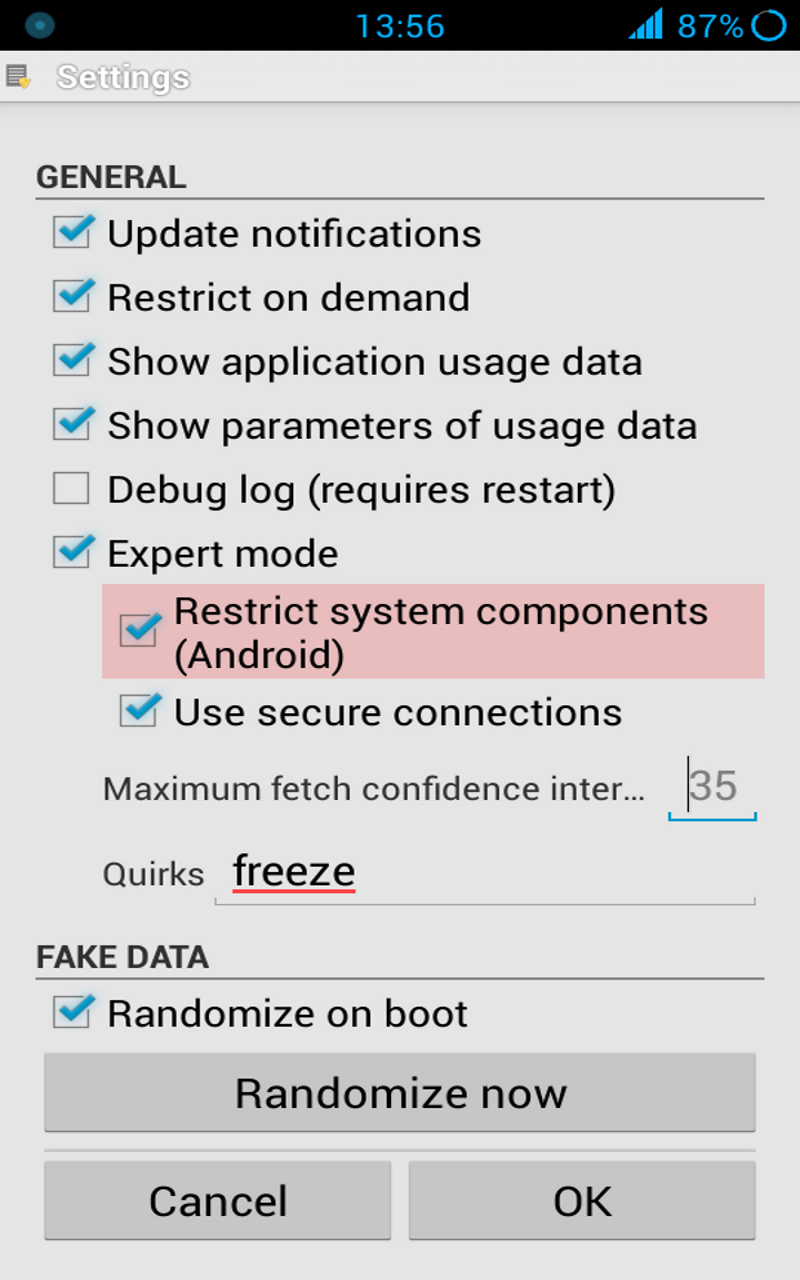 13:56 87%
Settings
GENERAL
Update notifications
Restrict on demand
Show application usage data
Show parameters of usage data
Debug log (requires restart)
Expert mode
Restrict system components
(Android)
Use secure connections
Maximum fetch confidence inter... 35
Quirks freeze
FAKE DATA
Randomize on boot
Randomize now
Cancel OK